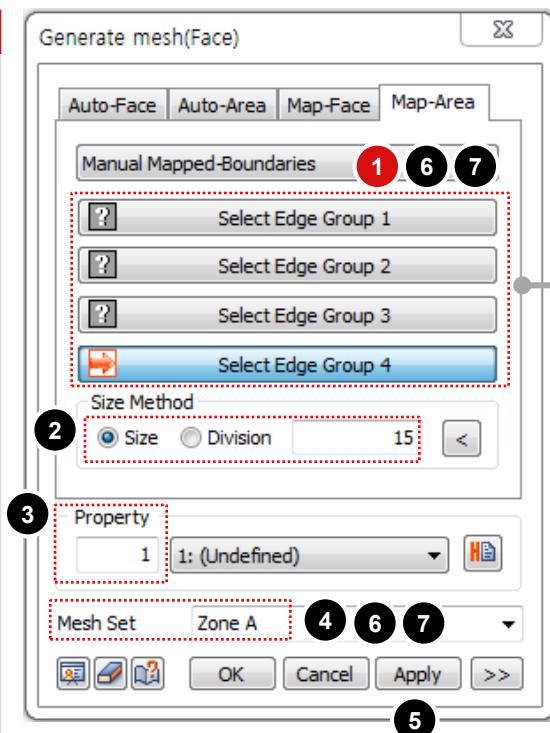 Generate mesh(Face)
Auto-Face Auto-Area Map-Face Map-Area
Manual Mapped-Boundaries 1 6 7
? Select Edge Group 1
? Select Edge Group 2
? Select Edge Group 3
Select Edge Group 4
Size Method
2 Size Division 15 <
3 Property
1 1: (Undefined) H
Mesh Set Zone A 4 6 7
OK Cancel Apply >>
5